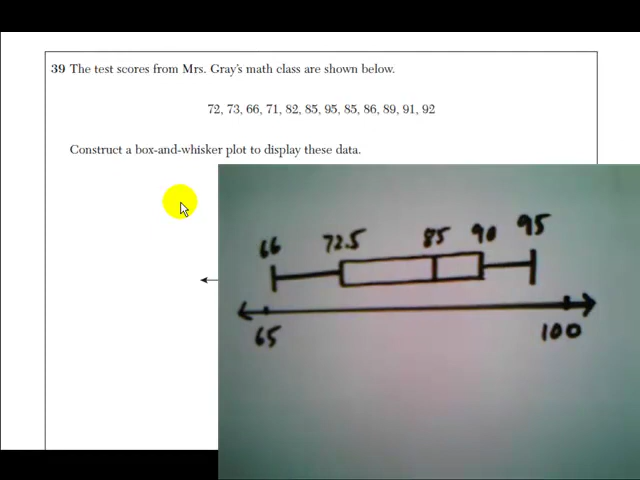 39 The test scores from Mrs. Gray's math class are shown below.
72, 73, 66, 71, 82, 85, 95, 85, 86, 89, 91, 92
Construct a box-and-whisker plot to display these data.
66 72.5 85 90 95
65 100